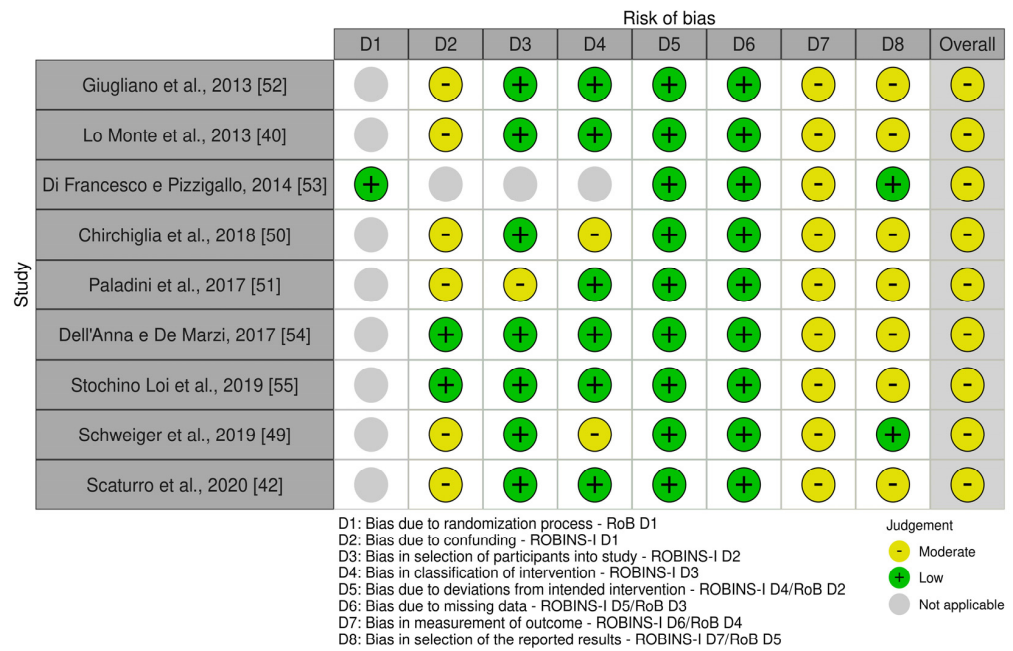 Risk of bias
D1 D2 D3 D4 D5 D6 D7 D8 Overall
Study
Giugliano et al., 2013 [52] - + + + + - - -
Lo Monte et al., 2013 [40] - + + + + - - -
Di Francesco e Pizzigallo, 2014 [53] + + + - + -
Chirchiglia et al., 2018 [50] - + - + + - - -
Paladini et al., 2017 [51] - - + + + - - -
Dell'Anna e De Marzi, 2017 [54] + + + + + - - -
Stochino Loi et al., 2019 [55] + + + + + - - -
Schweiger et al., 2019 [49] - + - + + - + -
Scaturro et al., 2020 [42] - + + + + - - -
D1: Bias due to randomization process - RoB D1
D2: Bias due to confunding - ROBINS-I D1
D3: Bias in selection of participants into study - ROBINS-I D2
D4: Bias in classification of intervention - ROBINS-I D3
D5: Bias due to deviations from intended intervention - ROBINS-I D4/RoB D2
D6: Bias due to missing data - ROBINS-I D5/RoB D3
D7: Bias in measurement of outcome - ROBINS-I D6/RoB D4
D8: Bias in selection of the reported results - ROBINS-I D7/RoB D5
Judgement
- Moderate
+ Low
Not applicable